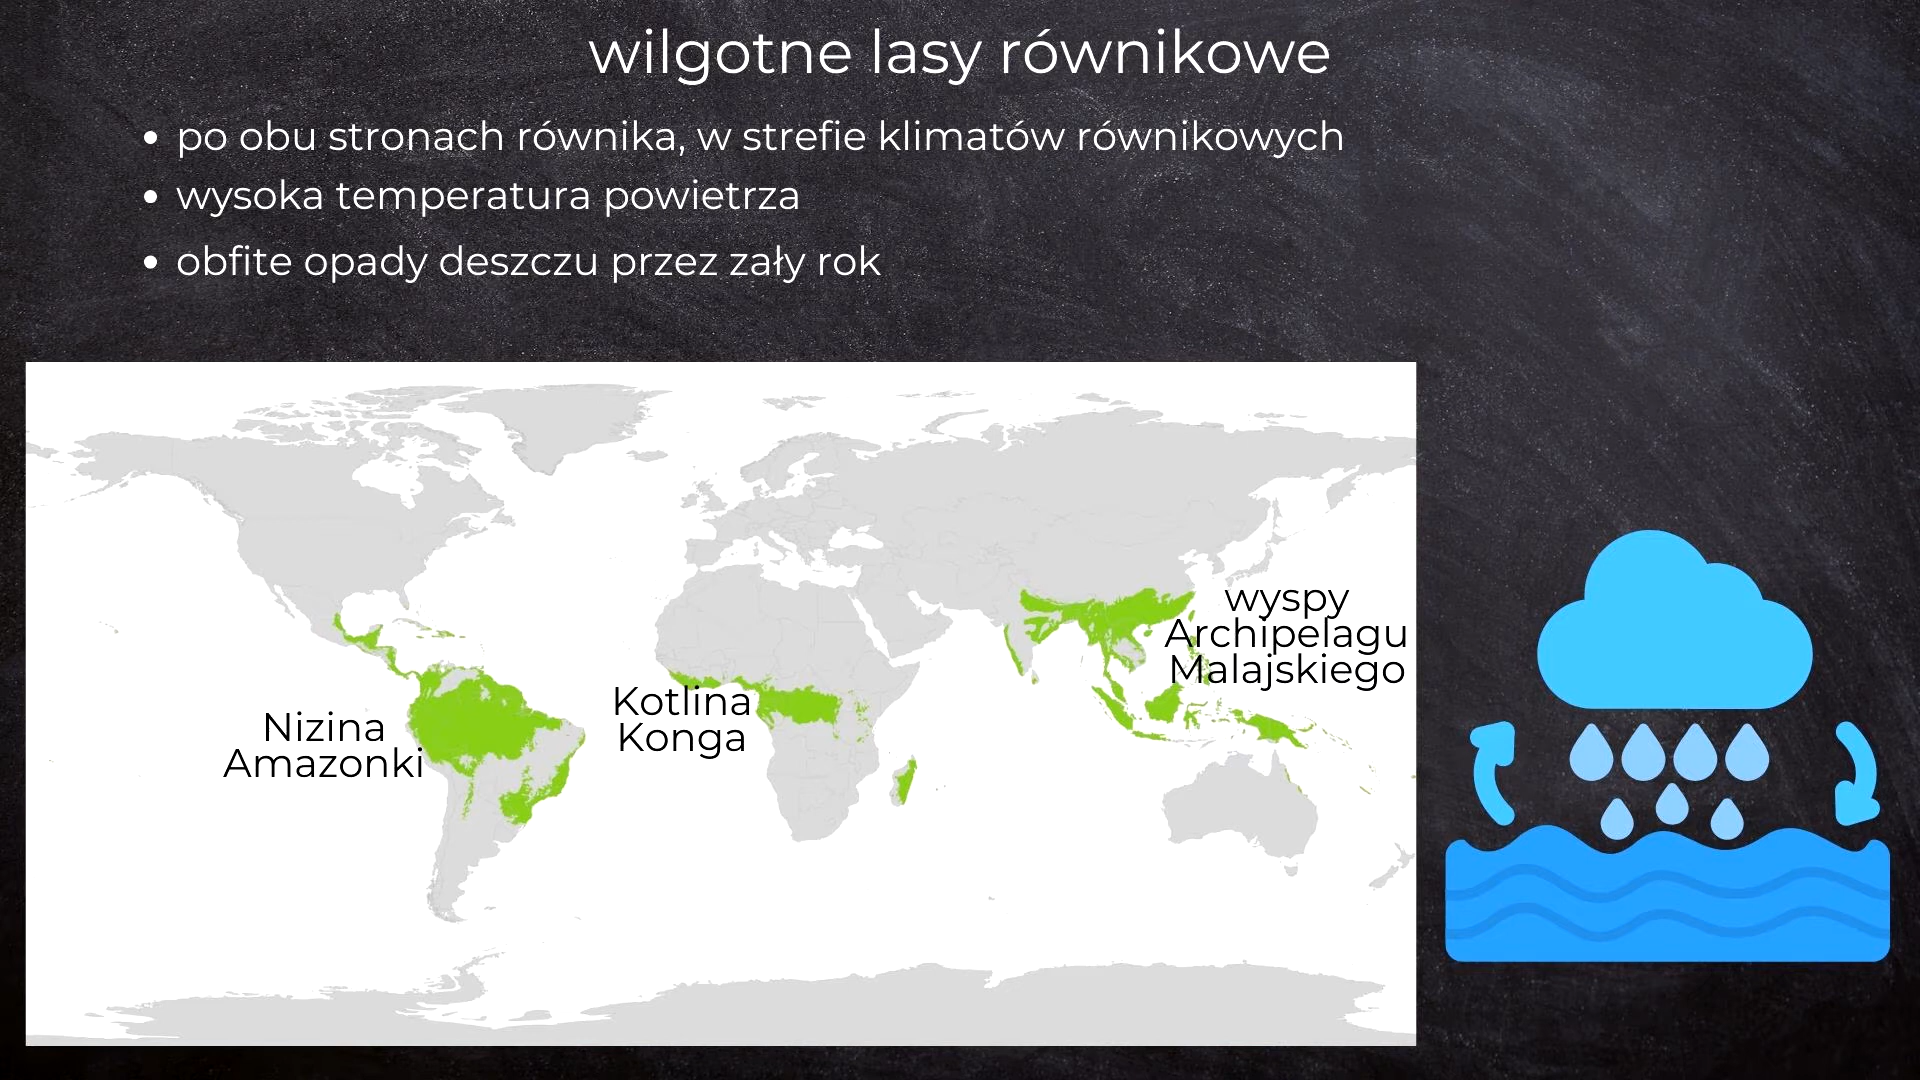 wilgotne lasy równikowe
• po obu stronach równika, w strefie klimatów równikowych
• wysoka temperatura powietrza
• obfite opady deszczu przez zały rok
wyspy
Archipelagu
Malajskiego
Kotlina
Konga
Nizina
Amazonki